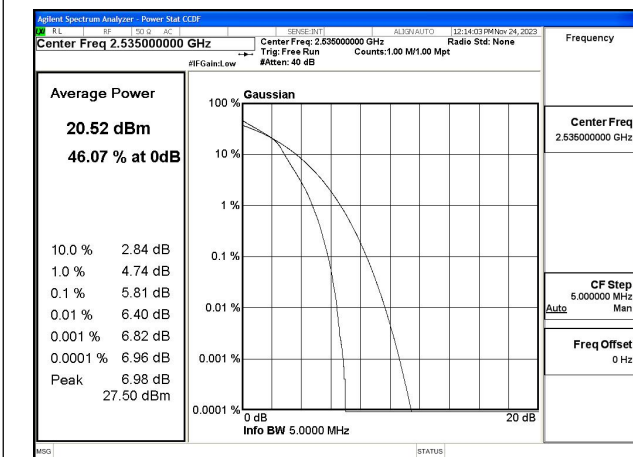 Agilent Spectrum Analyzer - Power Stat CCDF
RL RF 50 Ω AC SENSE:INT ALIGN AUTO 12:14:03 PM Nov 24, 2023
Center Freq 2.535000000 GHz
Center Freq: 2.535000000 GHz Radio Std: None
Trig: Free Run Counts:1.00 M/1.00 Mpt
#IFGain:Low #Atten: 40 dB
Frequency
Average Power
20.52 dBm
46.07 % at 0dB
10.0 % 2.84 dB
1.0 % 4.74 dB
0.1 % 5.81 dB
0.01 % 6.40 dB
0.001 % 6.82 dB
0.0001 % 6.96 dB
Peak 6.98 dB
27.50 dBm
Gaussian
100 %
10 %
1 %
0.1 %
0.01 %
0.001 %
0.0001 %
0 dB 20 dB
Info BW 5.0000 MHz
Center Freq
2.535000000 GHz
CF Step
5.000000 MHz
Auto Man
Freq Offset
0 Hz
MSG STATUS